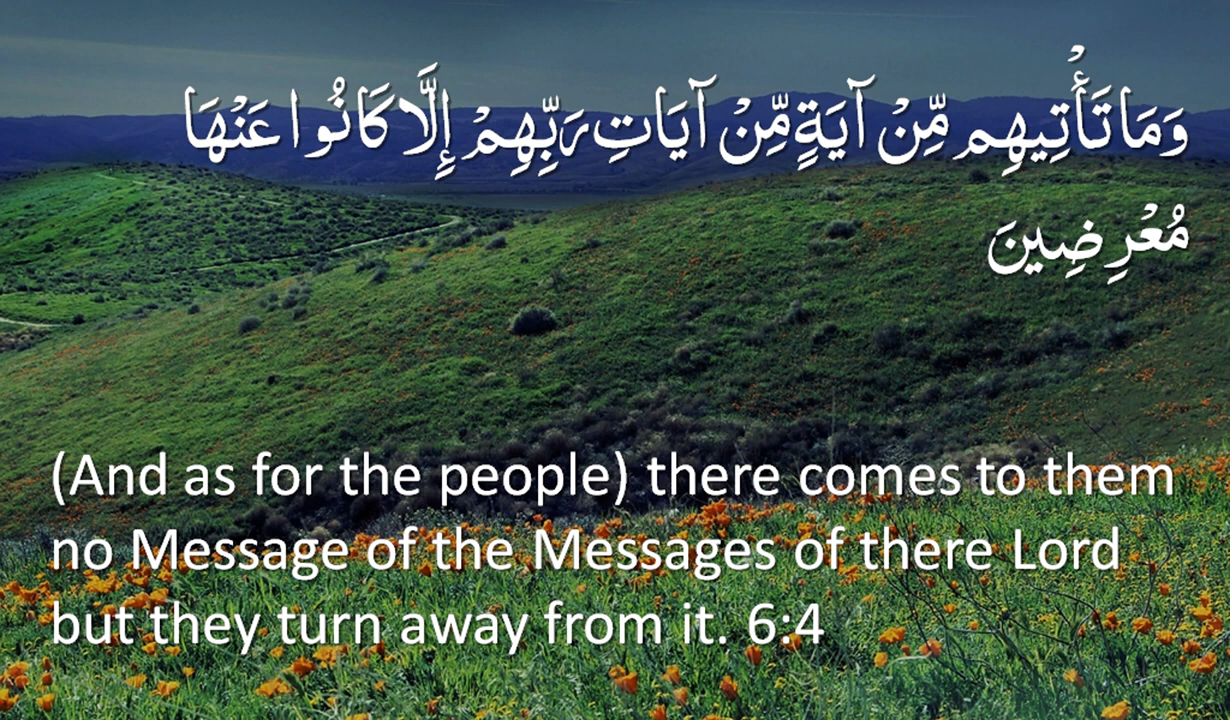 وَمَا تَأْتِيهِم مِّنْ آيَةٍ مِّنْ آيَاتِ رَبِّهِمْ إِلَّا كَانُوا عَنْهَا
مُعْرِضِينَ
(And as for the people) there comes to them
no Message of the Messages of there Lord
but they turn away from it. 6:4